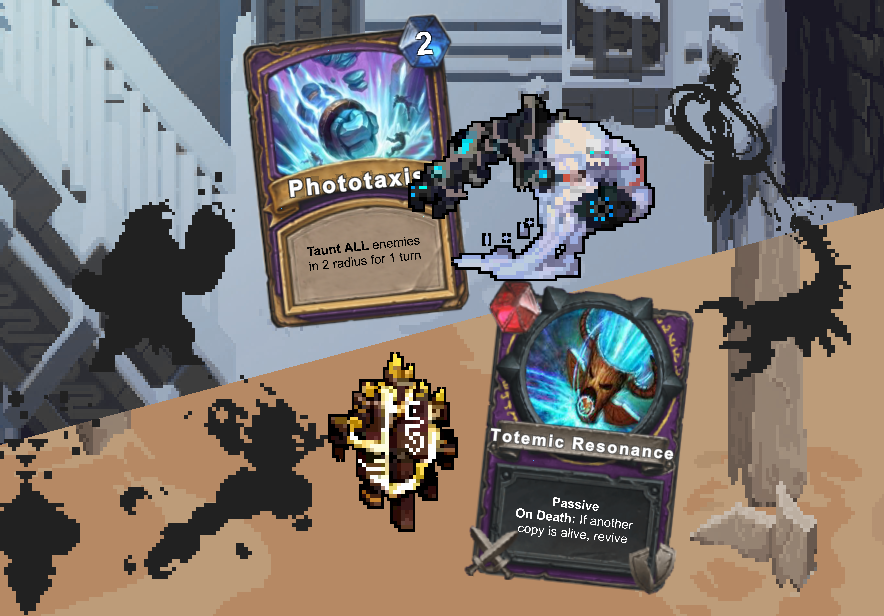 2
Phototaxis
Taunt ALL enemies
in 2 radius for 1 turn
Totemic Resonance
Passive
On Death: If another
copy is alive, revive